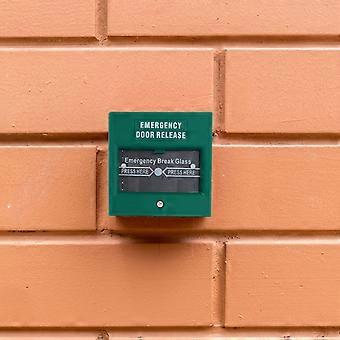 EMERGENCY
DOOR RELEASE
Emergency Break Glass
PRESS HERE PRESS HERE